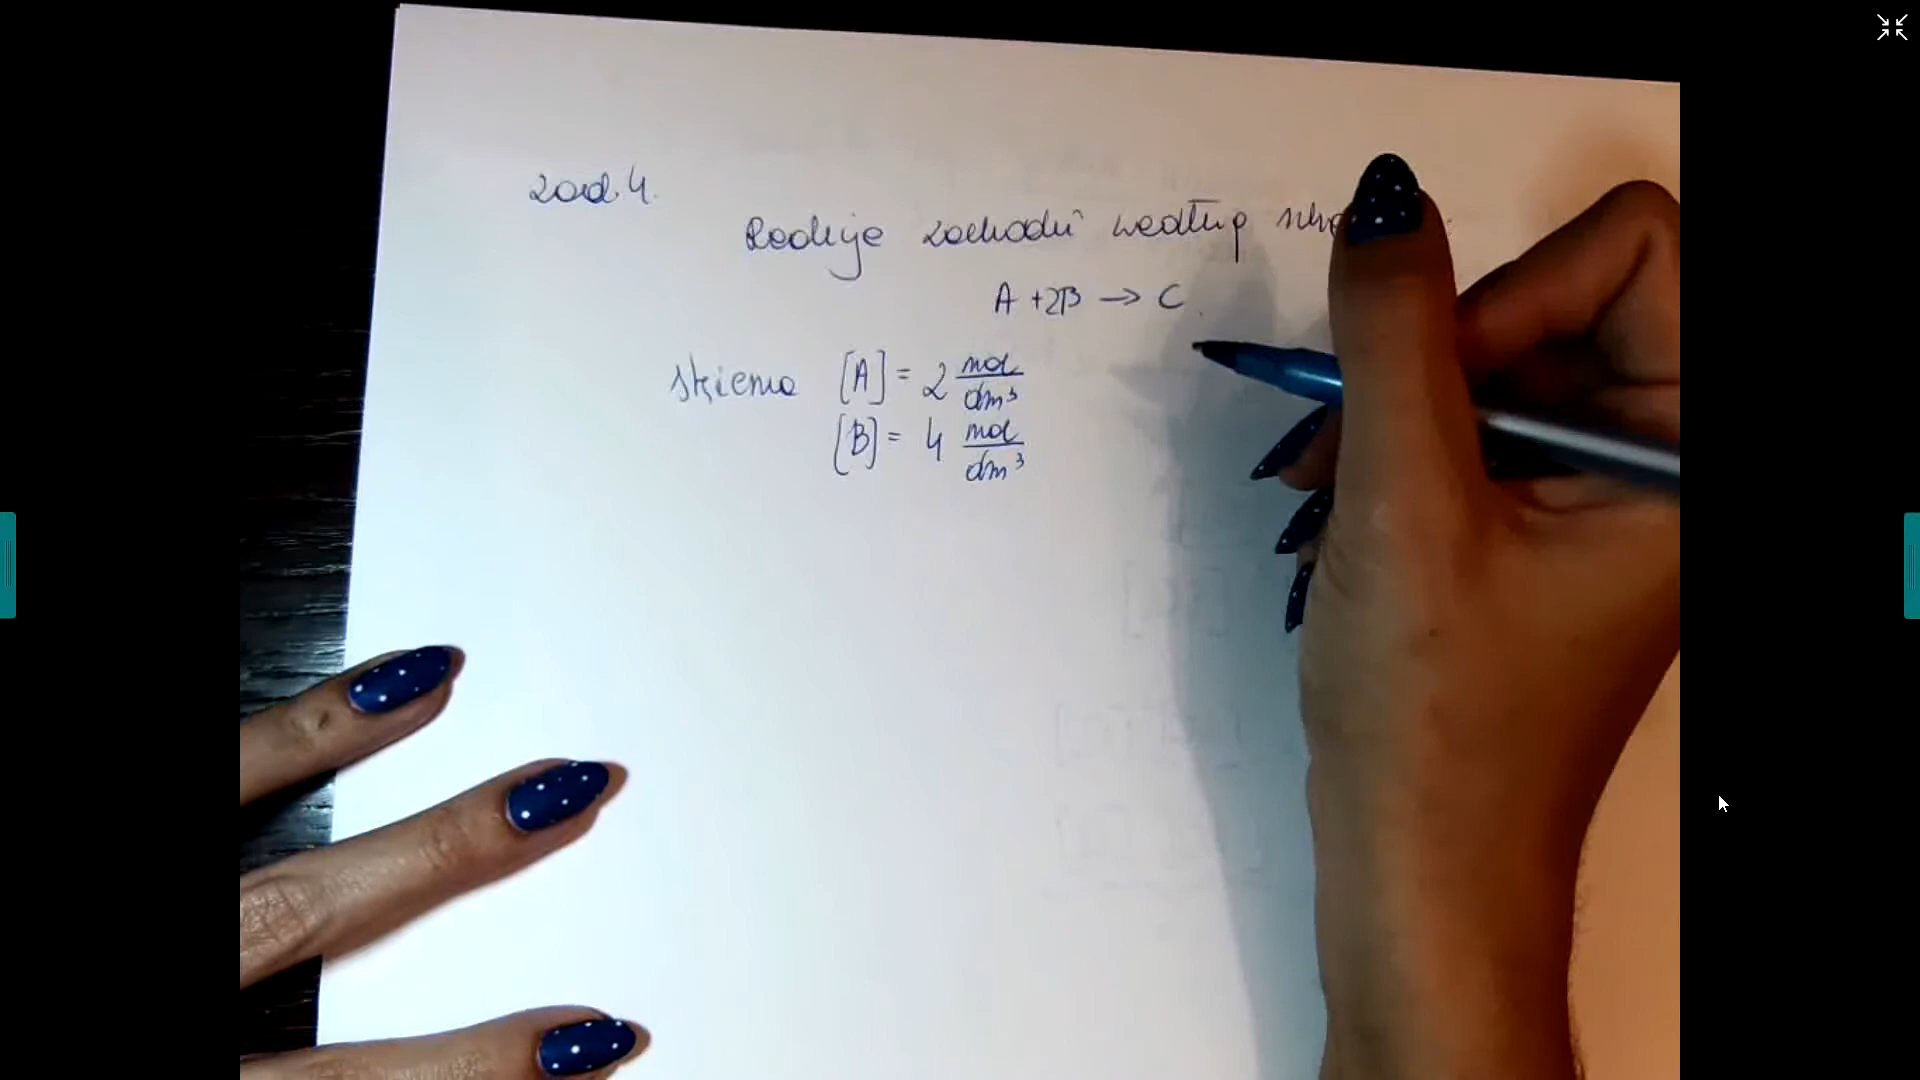 zad. 4.
Reakcja zachodzi według
A + 2B → C
stężenia [A] = 2 mol/dm³
[B] = 4 mol/dm³